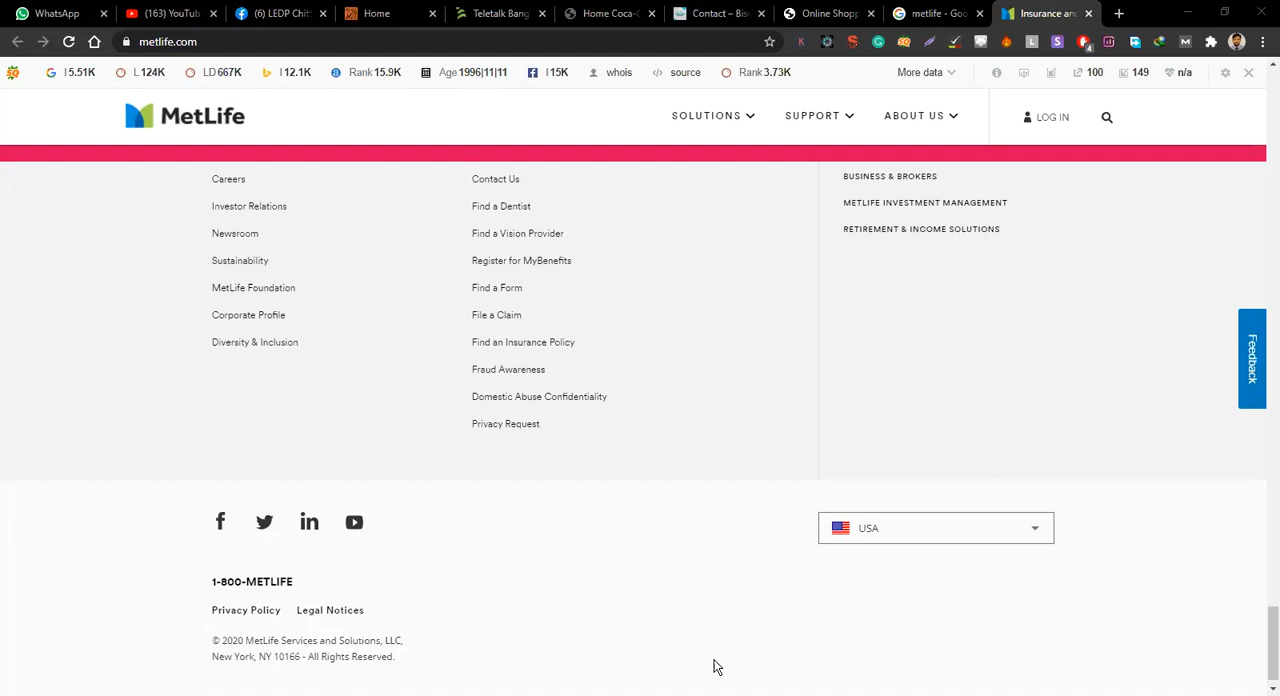 WhatsApp
(163) YouTub
(6) LEDP Chit
Home
Teletalk Bang
Home Coca-C
Contact – Bis
Online Shopp
metlife - Goo
Insurance an
metlife.com
4
SQ
G I 5.51K
L 124K
LD 667K
b I 12.1K
a Rank 15.9K
Age 1996|11|11
I 15K
whois
source
Rank 3.73K
More data
100
149
n/a
MetLife
SOLUTIONS
SUPPORT
ABOUT US
LOG IN
Careers
Investor Relations
Newsroom
Sustainability
MetLife Foundation
Corporate Profile
Diversity & Inclusion
Contact Us
Find a Dentist
Find a Vision Provider
Register for MyBenefits
Find a Form
File a Claim
Find an Insurance Policy
Fraud Awareness
Domestic Abuse Confidentiality
Privacy Request
BUSINESS & BROKERS
METLIFE INVESTMENT MANAGEMENT
RETIREMENT & INCOME SOLUTIONS
Feedback
USA
1-800-METLIFE
Privacy Policy Legal Notices
© 2020 MetLife Services and Solutions, LLC,
New York, NY 10166 - All Rights Reserved.